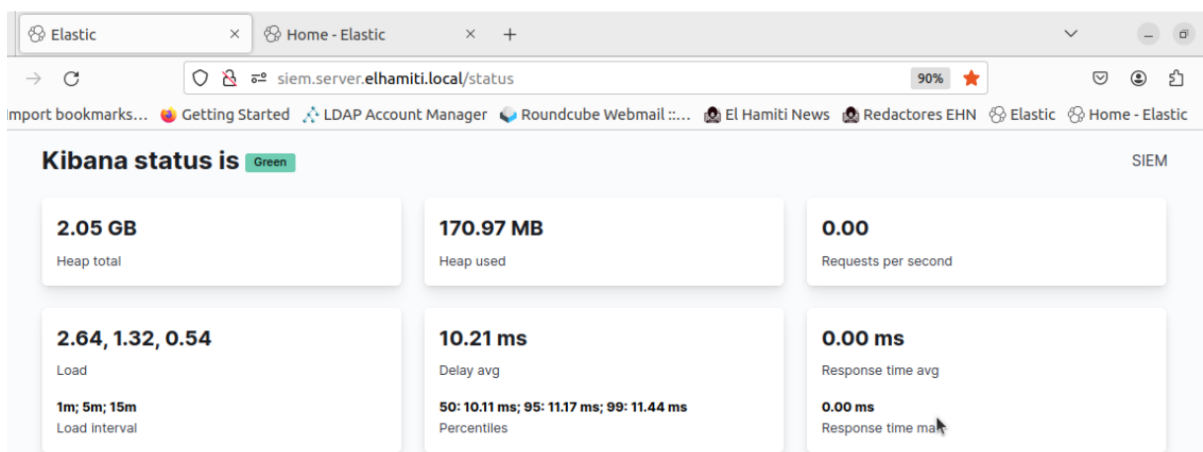 Elastic
Home - Elastic
siem.server.elhamiti.local/status
90%
Import bookmarks... Getting Started LDAP Account Manager Roundcube Webmail ::... El Hamiti News Redactores EHN Elastic Home - Elastic
Kibana status is Green
SIEM
2.05 GB
Heap total
170.97 MB
Heap used
0.00
Requests per second
2.64, 1.32, 0.54
Load
1m; 5m; 15m
Load interval
10.21 ms
Delay avg
50: 10.11 ms; 95: 11.17 ms; 99: 11.44 ms
Percentiles
0.00 ms
Response time avg
0.00 ms
Response time max